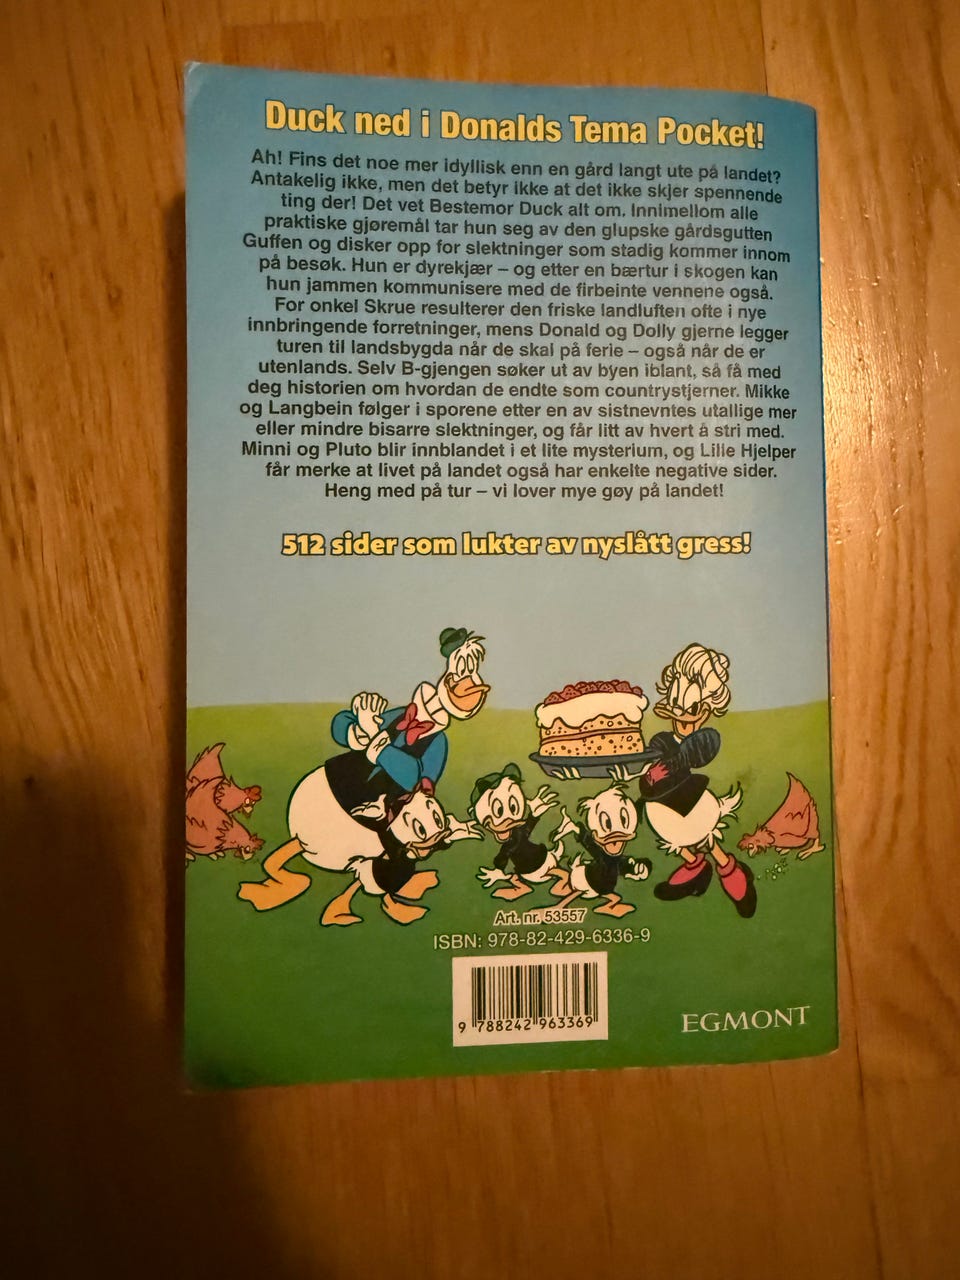 Duck ned i Donalds Tema Pocket!
Ah! Fins det noe mer idyllisk enn en gård langt ute på landet?
Antakelig ikke, men det betyr ikke at det ikke skjer spennende
ting der! Det vet Bestemor Duck alt om. Innimellom alle
praktiske gjøremål tar hun seg av den glupske gårdsgutten
Guffen og disker opp for slektninger som stadig kommer innom
på besøk. Hun er dyrekjær – og etter en bærtur i skogen kan
hun jammen kommunisere med de firbeinte vennene også.
For onkel Skrue resulterer den friske landluften ofte i nye
innbringende forretninger, mens Donald og Dolly gjerne legger
turen til landsbygda når de skal på ferie – også når de er
utenlands. Selv B-gjengen søker ut av byen iblant, så få med
deg historien om hvordan de endte som countrystjerner. Mikke
og Langbein følger i sporene etter en av sistnevntes utallige mer
eller mindre bisarre slektninger, og får litt av hvert å stri med.
Minni og Pluto blir innblandet i et lite mysterium, og Lille Hjelper
får merke at livet på landet også har enkelte negative sider.
Heng med på tur – vi lover mye gøy på landet!
512 sider som lukter av nyslått gress!
Art. nr. 53557
ISBN: 978-82-429-6336-9
9 788242 963369
EGMONT